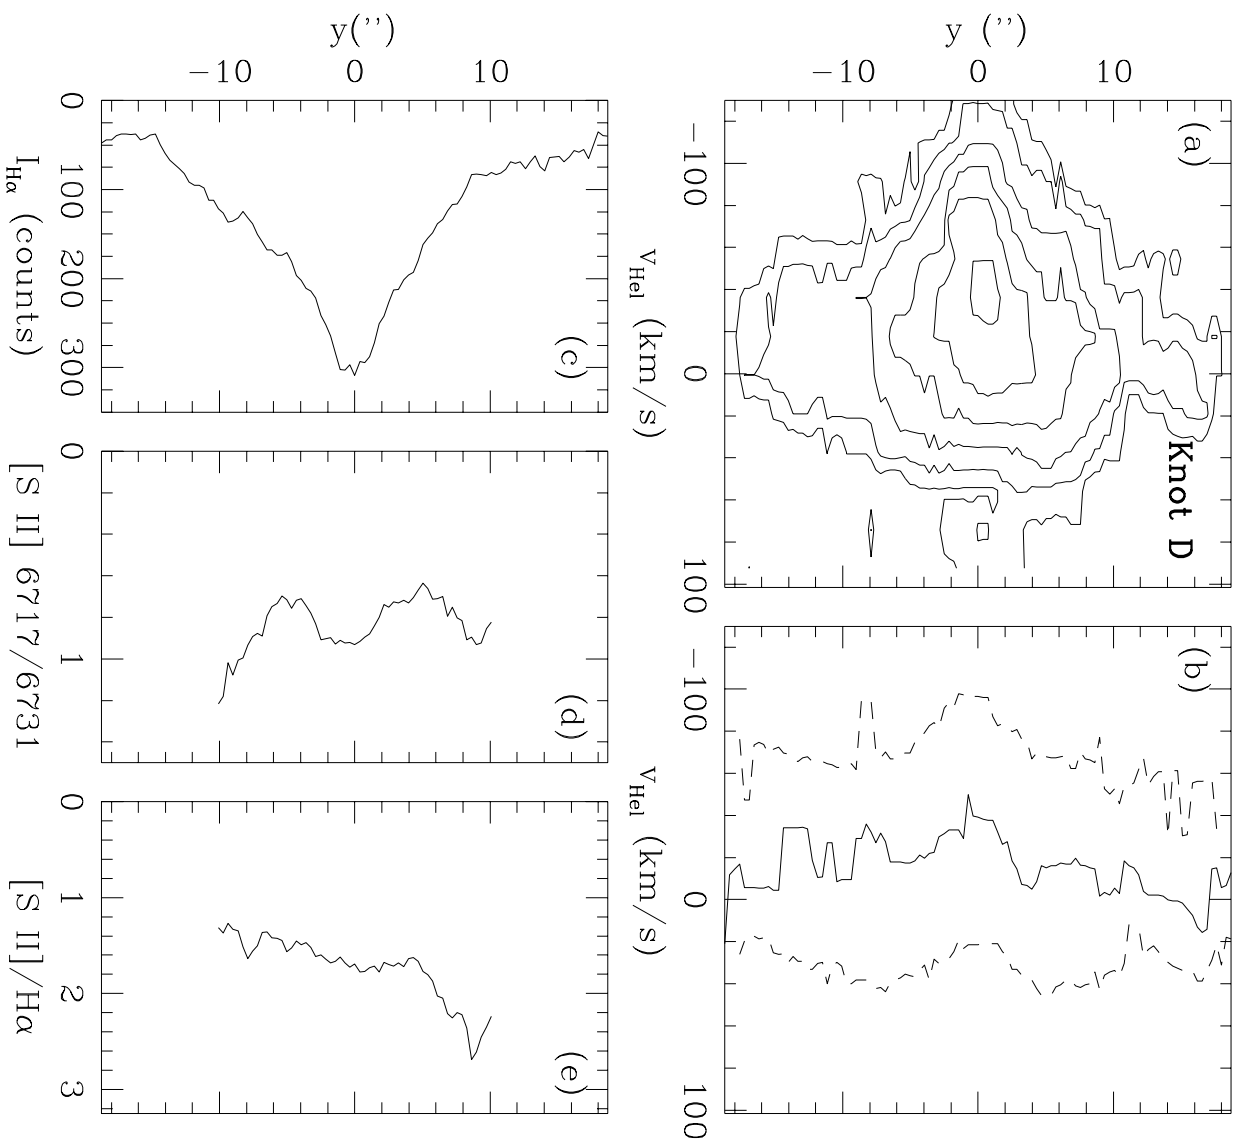 y('')
-10 0 10
0 100 200 300
I_Hα (counts)
(c)
y ('')
-10 0 10
(a)
Knot D
-100 0 100
v_Hel (km/s)
(b)
-100 0 100
v_Hel (km/s)
(d)
0 1
[S II] 6717/6731
(e)
0 1 2 3
[S II]/Hα